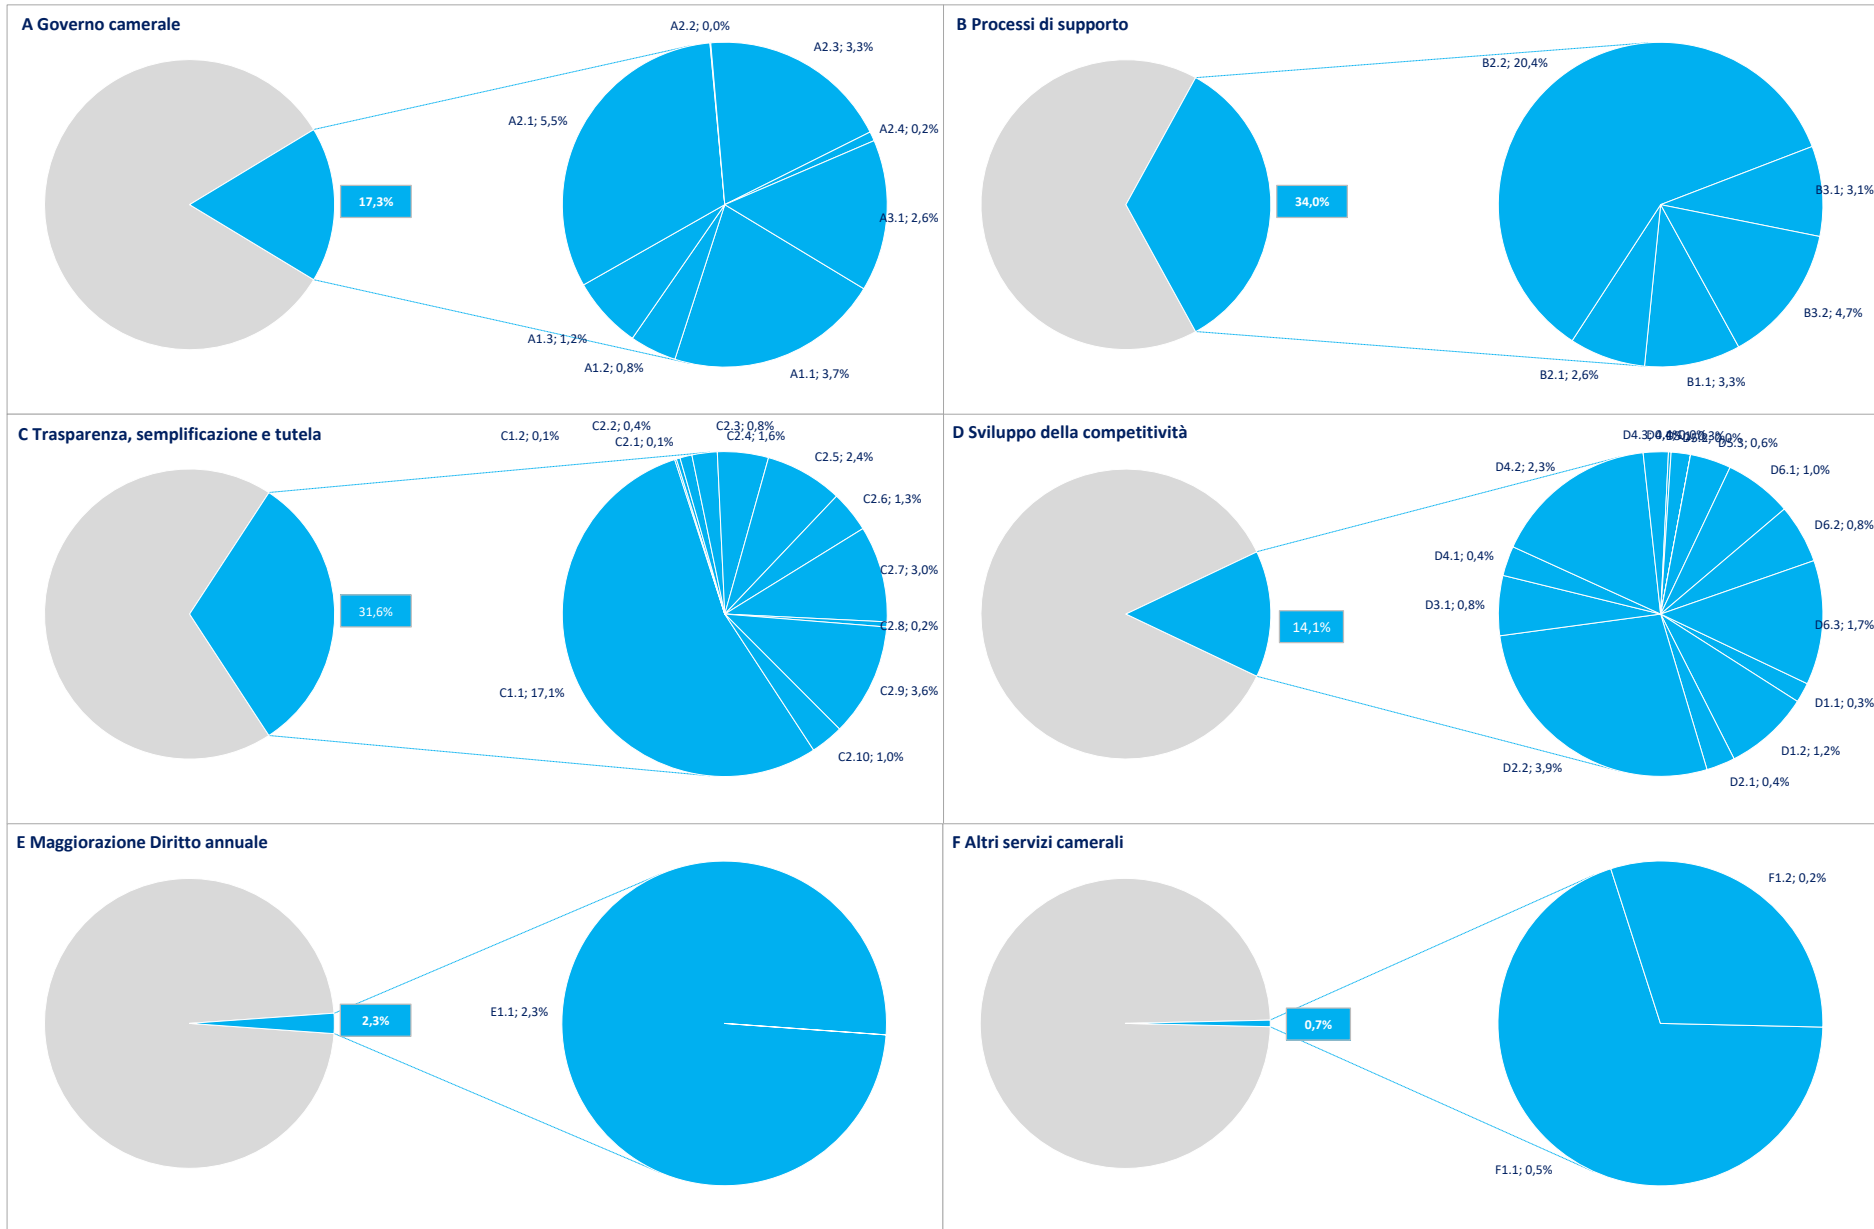 A Governo camerale
A2.2; 0,0%
A2.3; 3,3%
A2.1; 5,5%
A2.4; 0,2%
17,3%
A3.1; 2,6%
A1.3; 1,2%
A1.2; 0,8%
A1.1; 3,7%
B Processi di supporto
B2.2; 20,4%
B3.1; 3,1%
34,0%
B3.2; 4,7%
B2.1; 2,6%
B1.1; 3,3%
C Trasparenza, semplificazione e tutela
C1.2; 0,1%
C2.2; 0,4%
C2.1; 0,1%
C2.3; 0,8%
C2.4; 1,6%
C2.5; 2,4%
C2.6; 1,3%
C2.7; 3,0%
31,6%
C2.8; 0,2%
C1.1; 17,1%
C2.9; 3,6%
C2.10; 1,0%
D Sviluppo della competitività
D4.3; 0,4%
D5.3; 0,6%
D4.2; 2,3%
D6.1; 1,0%
D6.2; 0,8%
D4.1; 0,4%
D3.1; 0,8%
14,1%
D6.3; 1,7%
D1.1; 0,3%
D1.2; 1,2%
D2.2; 3,9%
D2.1; 0,4%
E Maggiorazione Diritto annuale
E1.1; 2,3%
2,3%
F Altri servizi camerali
F1.2; 0,2%
0,7%
F1.1; 0,5%